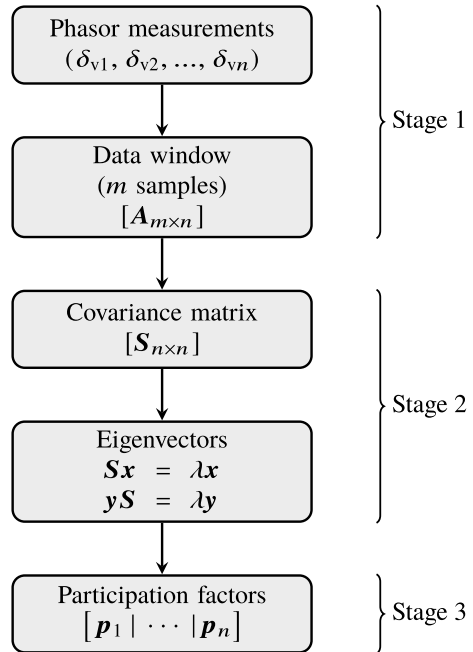 Phasor measurements
(δv1, δv2, ..., δvn)
Stage 1
Data window
(m samples)
[Am×n]
Covariance matrix
[Sn×n]
Stage 2
Eigenvectors
Sx = λx
yS = λy
Participation factors
[p1 | ··· | pn]
Stage 3